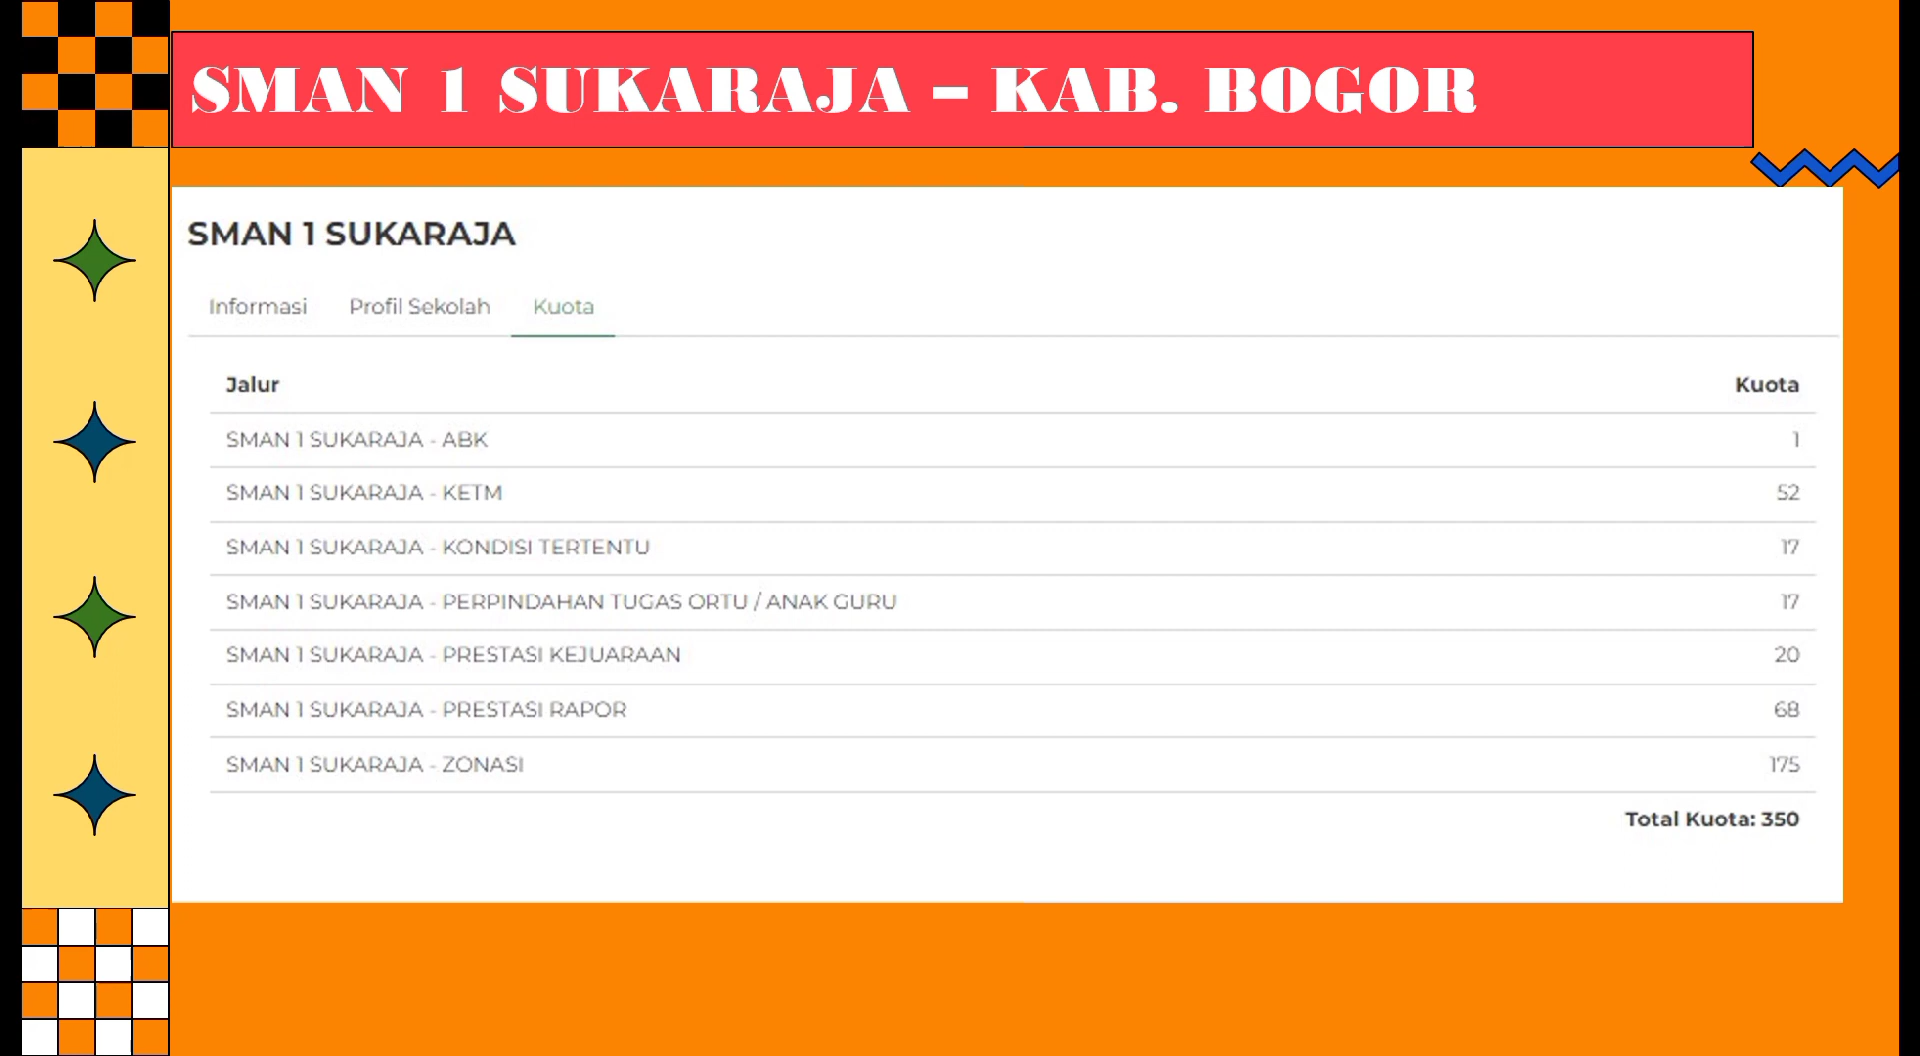 SMAN 1 SUKARAJA – KAB. BOGOR
SMAN 1 SUKARAJA
Informasi Profil Sekolah Kuota
Jalur Kuota
SMAN 1 SUKARAJA - ABK 1
SMAN 1 SUKARAJA - KETM 52
SMAN 1 SUKARAJA - KONDISI TERTENTU 17
SMAN 1 SUKARAJA - PERPINDAHAN TUGAS ORTU / ANAK GURU 17
SMAN 1 SUKARAJA - PRESTASI KEJUARAAN 20
SMAN 1 SUKARAJA - PRESTASI RAPOR 68
SMAN 1 SUKARAJA - ZONASI 175
Total Kuota: 350